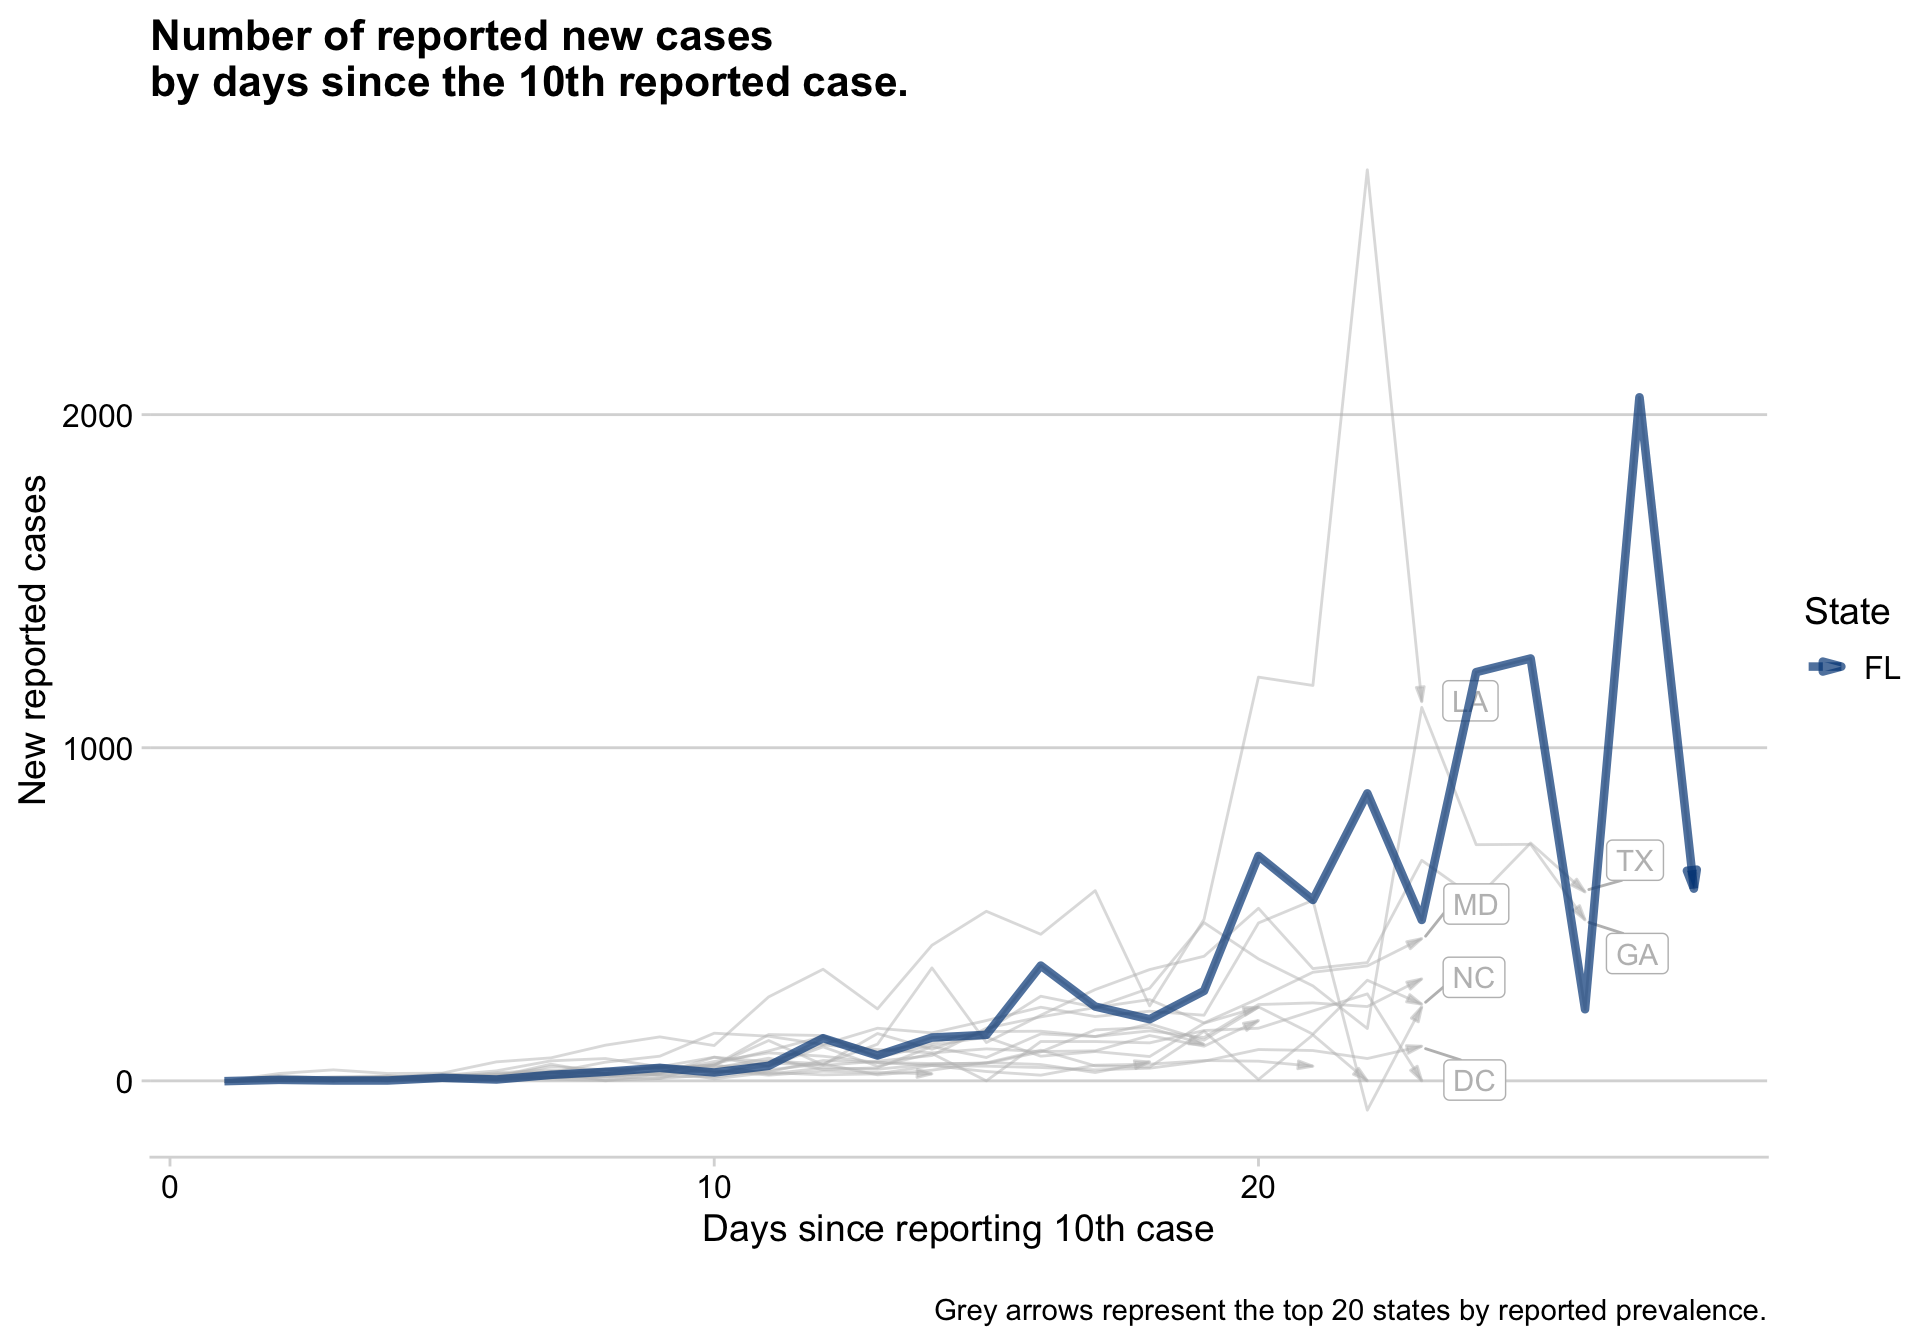 Number of reported new cases
by days since the 10th reported case.
New reported cases
2000
1000
0
LA
TX
MD
GA
NC
DC
State
FL
0
10
20
Days since reporting 10th case
Grey arrows represent the top 20 states by reported prevalence.